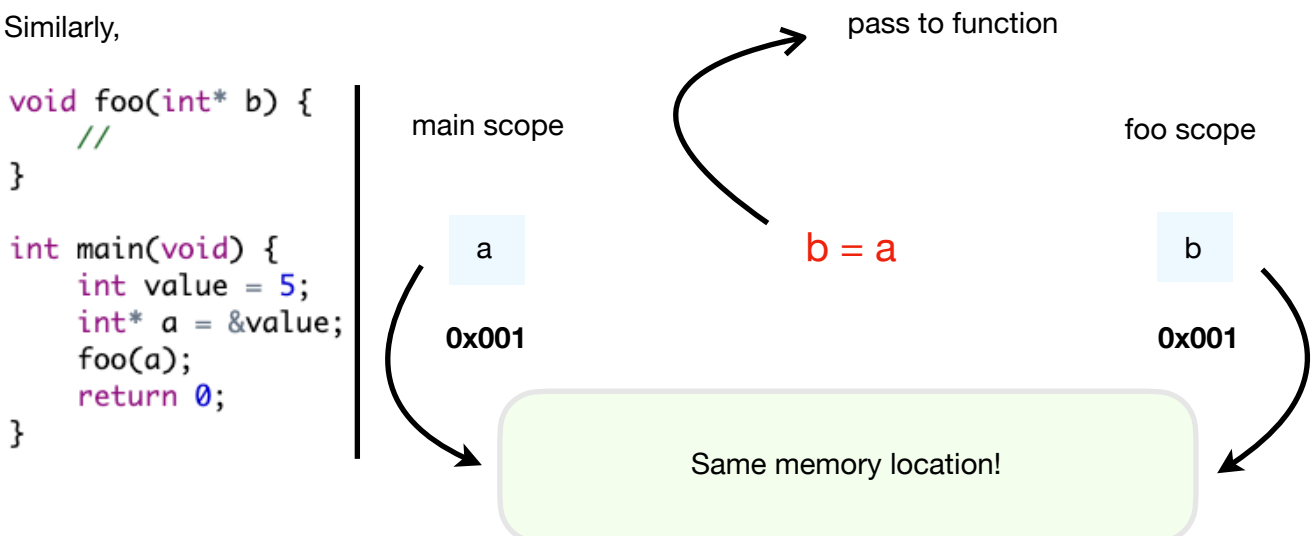 Similarly,
void foo(int* b) {
    //
}
int main(void) {
    int value = 5;
    int* a = &value;
    foo(a);
    return 0;
}
pass to function
main scope
foo scope
a
b = a
b
0x001
0x001
Same memory location!